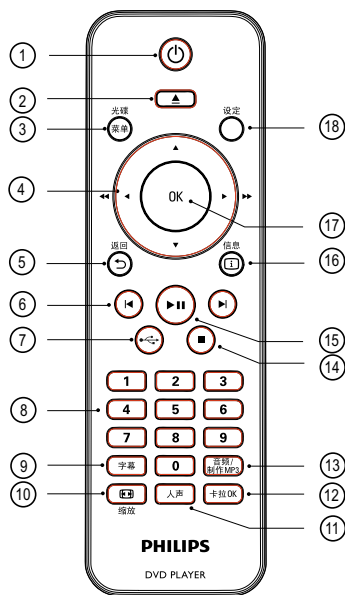 1
2
光碟 设定
3 菜单 18
4
OK
17
返回 信息
5 16
6
15
7
14
1 2 3
8 4 5 6
7 8 9
9 字幕 0 音频/
制作MP3 13
10 人声 卡拉OK 12
缩放
11
PHILIPS
DVD PLAYER